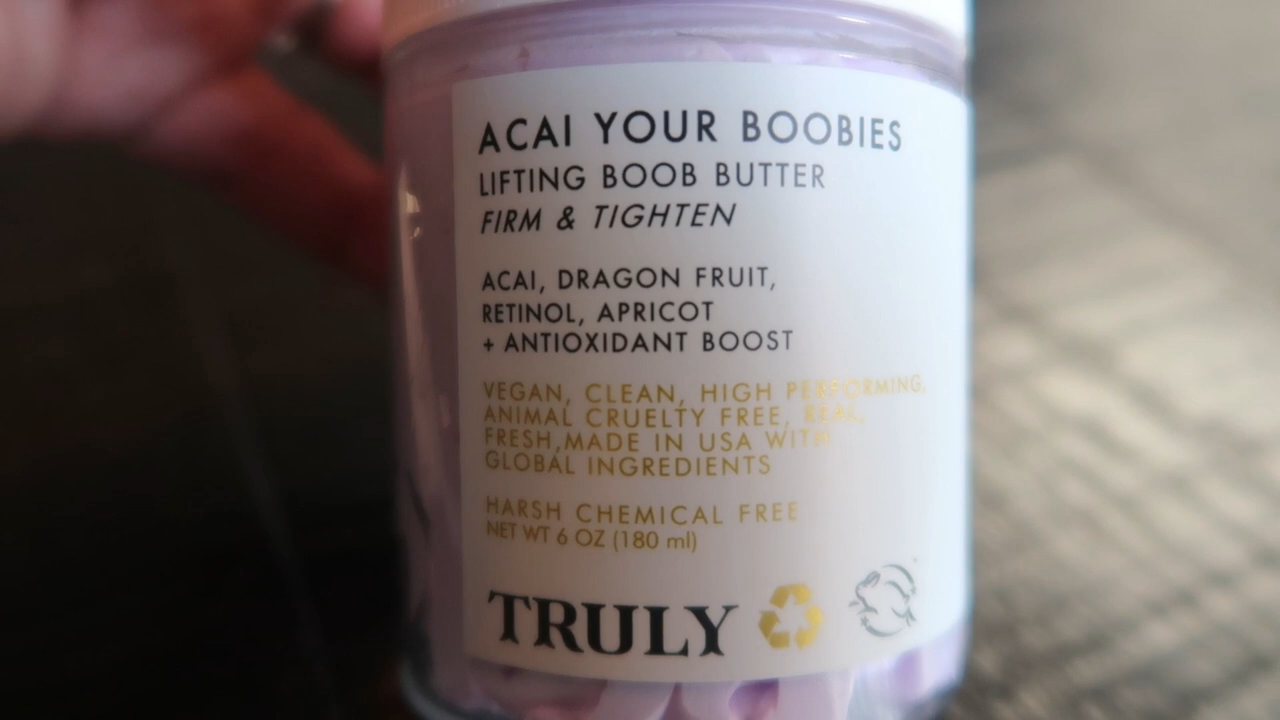 ACAI YOUR BOOBIES
LIFTING BOOB BUTTER
FIRM & TIGHTEN
ACAI, DRAGON FRUIT,
RETINOL, APRICOT
+ ANTIOXIDANT BOOST
VEGAN, CLEAN, HIGH PERFORMING,
ANIMAL CRUELTY FREE, REAL,
FRESH,MADE IN USA WITH
GLOBAL INGREDIENTS
HARSH CHEMICAL FREE
NET WT 6 OZ (180 ml)
TRULY